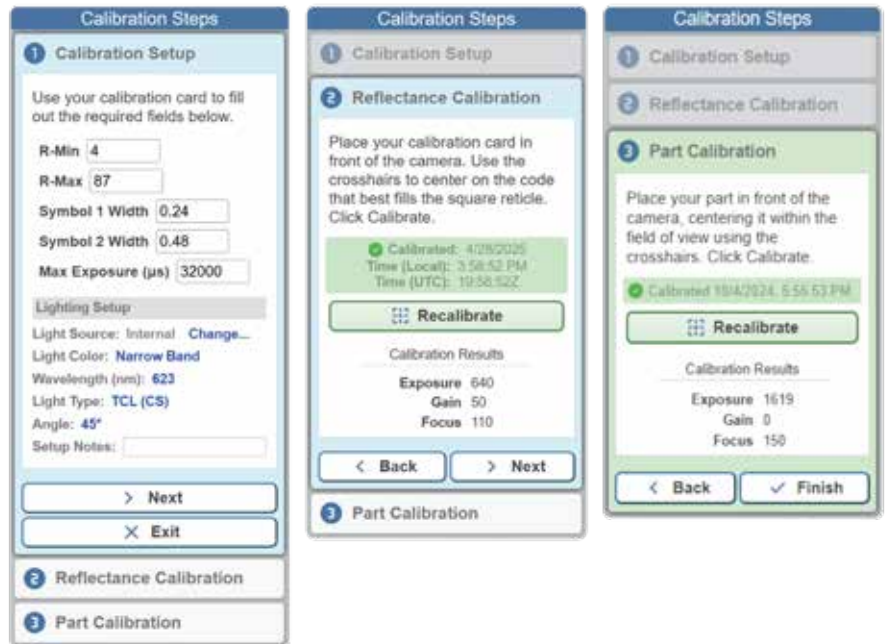 Calibration Steps
1 Calibration Setup
Use your calibration card to fill
out the required fields below.
R-Min 4
R-Max 87
Symbol 1 Width 0.24
Symbol 2 Width 0.48
Max Exposure (µs) 32000
Lighting Setup
Light Source: Internal Change...
Light Color: Narrow Band
Wavelength (nm): 623
Light Type: TCL (CS)
Angle: 45°
Setup Notes:
> Next
× Exit
2 Reflectance Calibration
3 Part Calibration
Calibration Steps
1 Calibration Setup
2 Reflectance Calibration
Place your calibration card in
front of the camera. Use the
crosshairs to center on the code
that best fills the square reticle.
Click Calibrate.
Calibrated: 4/28/2025
Time (Local): 3:58:52 PM
Time (UTC): 19:58:52Z
Recalibrate
Calibration Results
Exposure 640
Gain 50
Focus 110
< Back
> Next
3 Part Calibration
Calibration Steps
1 Calibration Setup
2 Reflectance Calibration
3 Part Calibration
Place your part in front of the
camera, centering it within the
field of view using the
crosshairs. Click Calibrate.
Calibrated 10/4/2024, 5:55:53 PM
Recalibrate
Calibration Results
Exposure 1619
Gain 0
Focus 150
< Back
✓ Finish